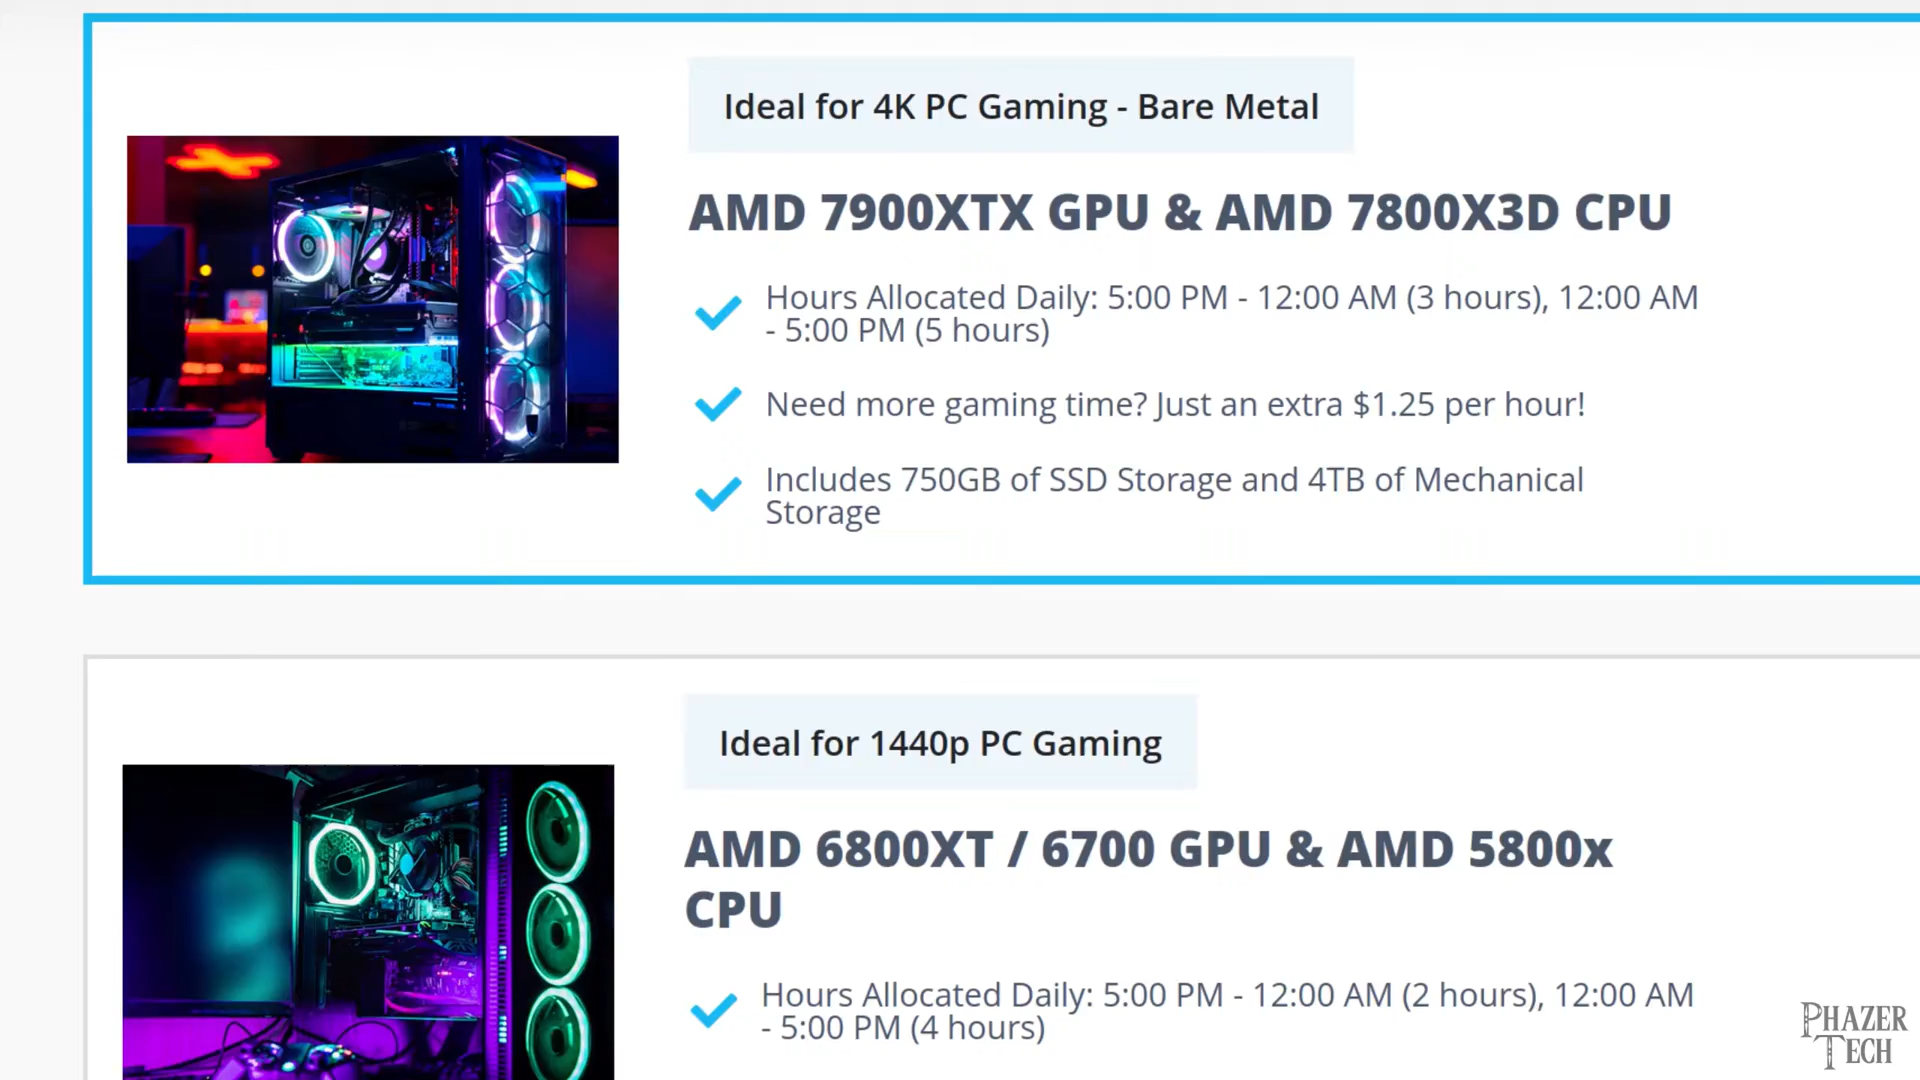 Ideal for 4K PC Gaming - Bare Metal
AMD 7900XTX GPU & AMD 7800X3D CPU
Hours Allocated Daily: 5:00 PM - 12:00 AM (3 hours), 12:00 AM
- 5:00 PM (5 hours)
Need more gaming time? Just an extra $1.25 per hour!
Includes 750GB of SSD Storage and 4TB of Mechanical
Storage
Ideal for 1440p PC Gaming
AMD 6800XT / 6700 GPU & AMD 5800x
CPU
Hours Allocated Daily: 5:00 PM - 12:00 AM (2 hours), 12:00 AM
- 5:00 PM (4 hours)
PHAZER
TECH